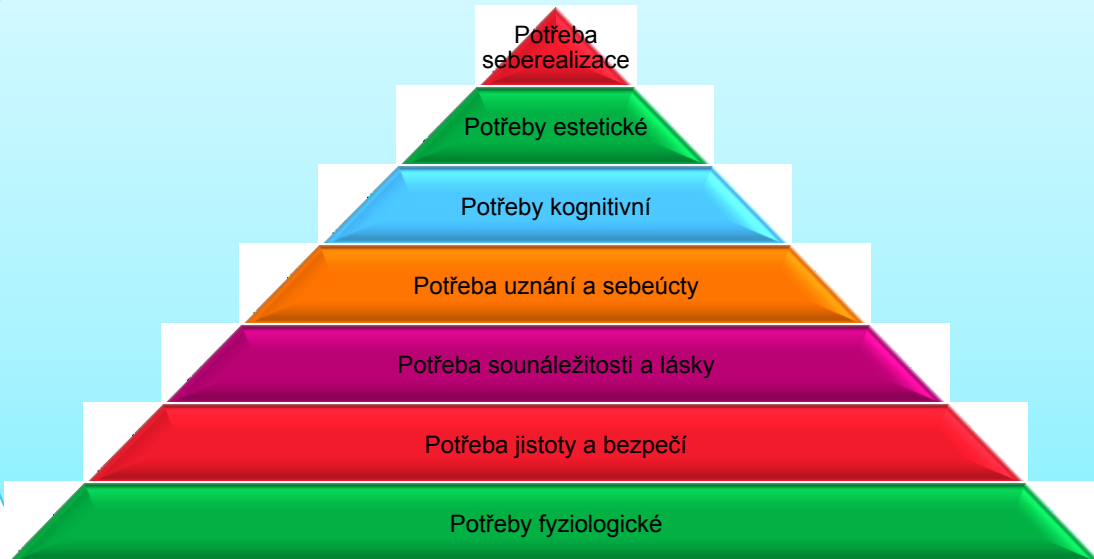 Potřeba
seberealizace
Potřeby estetické
Potřeby kognitivní
Potřeba uznání a sebeúcty
Potřeba sounáležitosti a lásky
Potřeba jistoty a bezpečí
Potřeby fyziologické